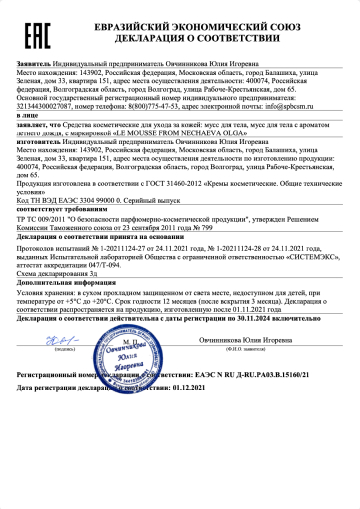 ЕАС
ЕВРАЗИЙСКИЙ ЭКОНОМИЧЕСКИЙ СОЮЗ
ДЕКЛАРАЦИЯ О СООТВЕТСТВИИ
Заявитель Индивидуальный предприниматель Овчинникова Юлия Игоревна
Место нахождения: 143902, Российская федерация, Московская область, город Балашиха, улица
Зеленая, дом 33, квартира 151, адрес места осуществления деятельности: 400074, Российская
федерация, Волгоградская область, город Волгоград, улица Рабоче-Крестьянская, дом 65.
Основной государственный регистрационный номер индивидуального предпринимателя:
321344300027087, номер телефона: 8(800)775-47-53, адрес электронной почты: info@spbcsm.ru
в лице
заявляет, что Средства косметические для ухода за кожей: мусс для тела, мусс для тела с ароматом
летнего дождя, с маркировкой «LE MOUSSE FROM NECHAEVA OLGA»
изготовитель Индивидуальный предприниматель Овчинникова Юлия Игоревна
Место нахождения: 143902, Российская федерация, Московская область, город Балашиха, улица
Зеленая, дом 33, квартира 151, адрес места осуществления деятельности по изготовлению продукции:
400074, Российская федерация, Волгоградская область, город Волгоград, улица Рабоче-Крестьянская,
дом 65.
Продукция изготовлена в соответствии с ГОСТ 31460-2012 «Кремы косметические. Общие технические
условия»
Код ТН ВЭД ЕАЭС 3304 99000 0. Серийный выпуск
соответствует требованиям
ТР ТС 009/2011 "О безопасности парфюмерно-косметической продукции", утвержден Решением
Комиссии Таможенного союза от 23 сентября 2011 года № 799
Декларация о соответствии принята на основании
Протоколов испытаний № 1-20211124-27 от 24.11.2021 года, № 1-20211124-28 от 24.11.2021 года,
выданных Испытательной лабораторией Общества с ограниченной ответственностью «СИСТЕМЭКС»,
аттестат аккредитации 047/Т-094.
Схема декларирования 3д
Дополнительная информация
Условия хранения: в сухом прохладном защищенном от света месте, недоступном для детей, при
температуре от +5°С до +20°С. Срок годности 12 месяцев (после вскрытия 3 месяца). Декларация о
соответствии распространяется на продукцию, изготовленную после 01.11.2021 года
Декларация о соответствии действительна с даты регистрации по 30.11.2024 включительно
М. П.
Овчинникова Юлия Игоревна
(подпись)
(Ф.И.О. заявителя)
Овчинникова
Юлия
Игоревна
Регистрационный номер декларации о соответствии: ЕАЭС N RU Д-RU.РА03.В.15160/21
Дата регистрации декларации о соответствии: 01.12.2021